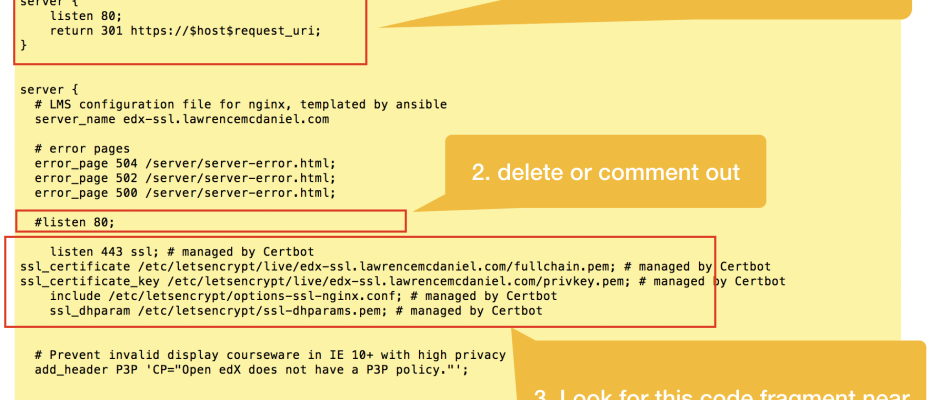 server {
    listen 80;
    return 301 https://$host$request_uri;
}
server {
  # LMS configuration file for nginx, templated by ansible
  server_name edx-ssl.lawrencemcdaniel.com
  # error pages
  error_page 504 /server/server-error.html;
  error_page 502 /server/server-error.html;
  error_page 500 /server/server-error.html;
2. delete or comment out
  #listen 80;
    listen 443 ssl; # managed by Certbot
ssl_certificate /etc/letsencrypt/live/edx-ssl.lawrencemcdaniel.com/fullchain.pem; # managed by Certbot
ssl_certificate_key /etc/letsencrypt/live/edx-ssl.lawrencemcdaniel.com/privkey.pem; # managed by Certbot
    include /etc/letsencrypt/options-ssl-nginx.conf; # managed by Certbot
    ssl_dhparam /etc/letsencrypt/ssl-dhparams.pem; # managed by Certbot
  # Prevent invalid display courseware in IE 10+ with high privacy
  add_header P3P 'CP="Open edX does not have a P3P policy."';
3. Look for this code fragment near